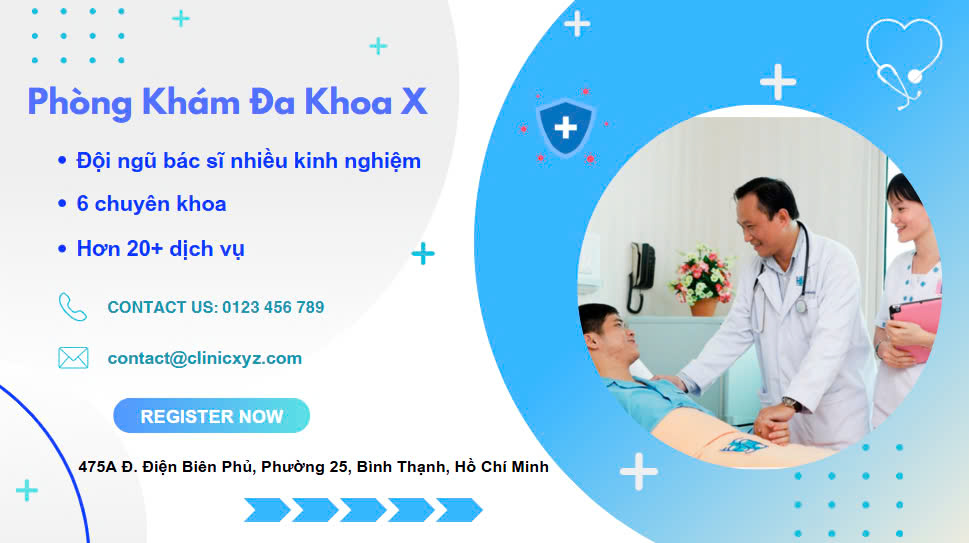 Phòng Khám Đa Khoa X
Đội ngũ bác sĩ nhiều kinh nghiệm
6 chuyên khoa
Hơn 20+ dịch vụ
CONTACT US: 0123 456 789
contact@clinicxyz.com
REGISTER NOW
475A Đ. Điện Biên Phủ, Phường 25, Bình Thạnh, Hồ Chí Minh